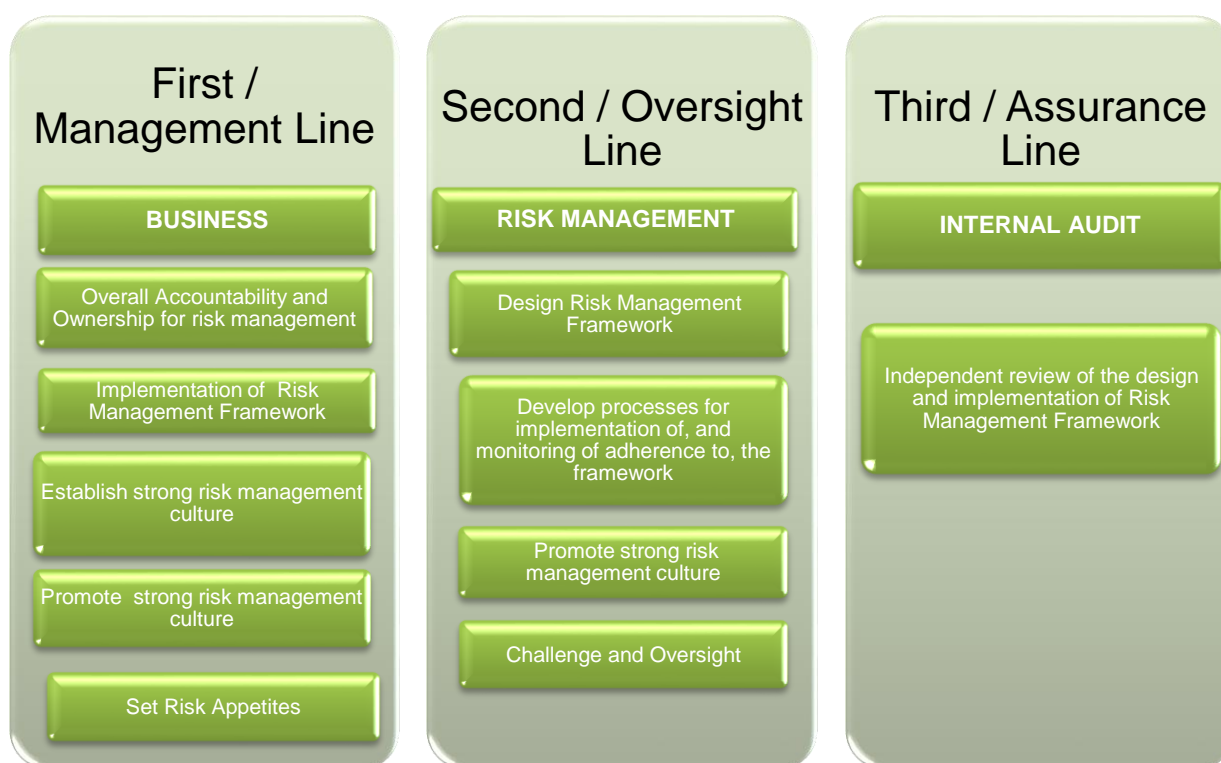 First /
Management Line
BUSINESS
Overall Accountability and
Ownership for risk management
Implementation of Risk
Management Framework
Establish strong risk management
culture
Promote strong risk management
culture
Set Risk Appetites
Second / Oversight
Line
RISK MANAGEMENT
Design Risk Management
Framework
Develop processes for
implementation of, and
monitoring of adherence to, the
framework
Promote strong risk
management culture
Challenge and Oversight
Third / Assurance
Line
INTERNAL AUDIT
Independent review of the design
and implementation of Risk
Management Framework